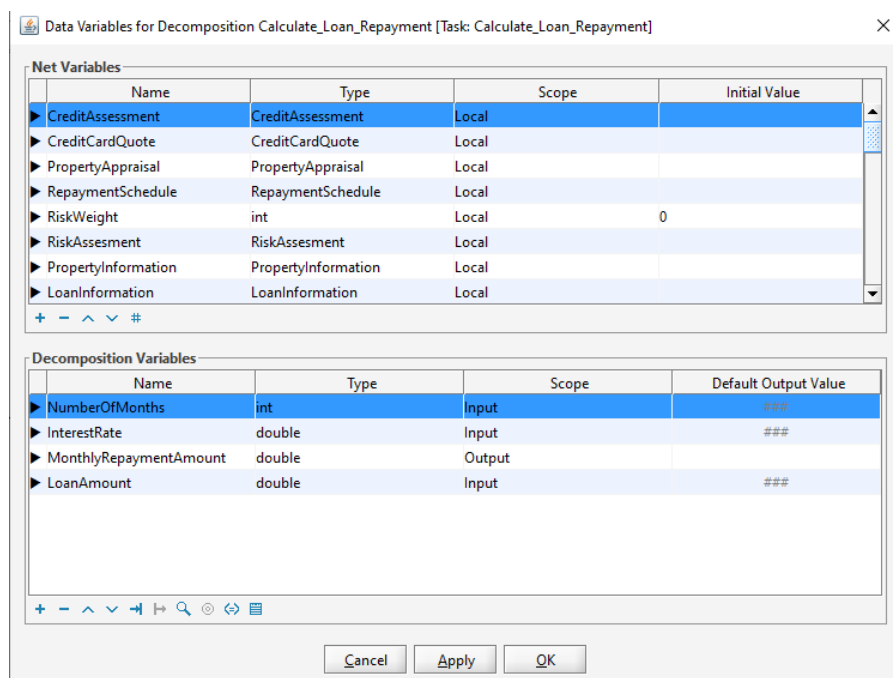 Data Variables for Decomposition Calculate_Loan_Repayment [Task: Calculate_Loan_Repayment]
Net Variables
Name Type Scope Initial Value
CreditAssessment CreditAssessment Local
CreditCardQuote CreditCardQuote Local
PropertyAppraisal PropertyAppraisal Local
RepaymentSchedule RepaymentSchedule Local
RiskWeight int Local 0
RiskAssesment RiskAssesment Local
PropertyInformation PropertyInformation Local
LoanInformation LoanInformation Local
Decomposition Variables
Name Type Scope Default Output Value
NumberOfMonths int Input ###
InterestRate double Input ###
MonthlyRepaymentAmount double Output
LoanAmount double Input ###
Cancel Apply OK